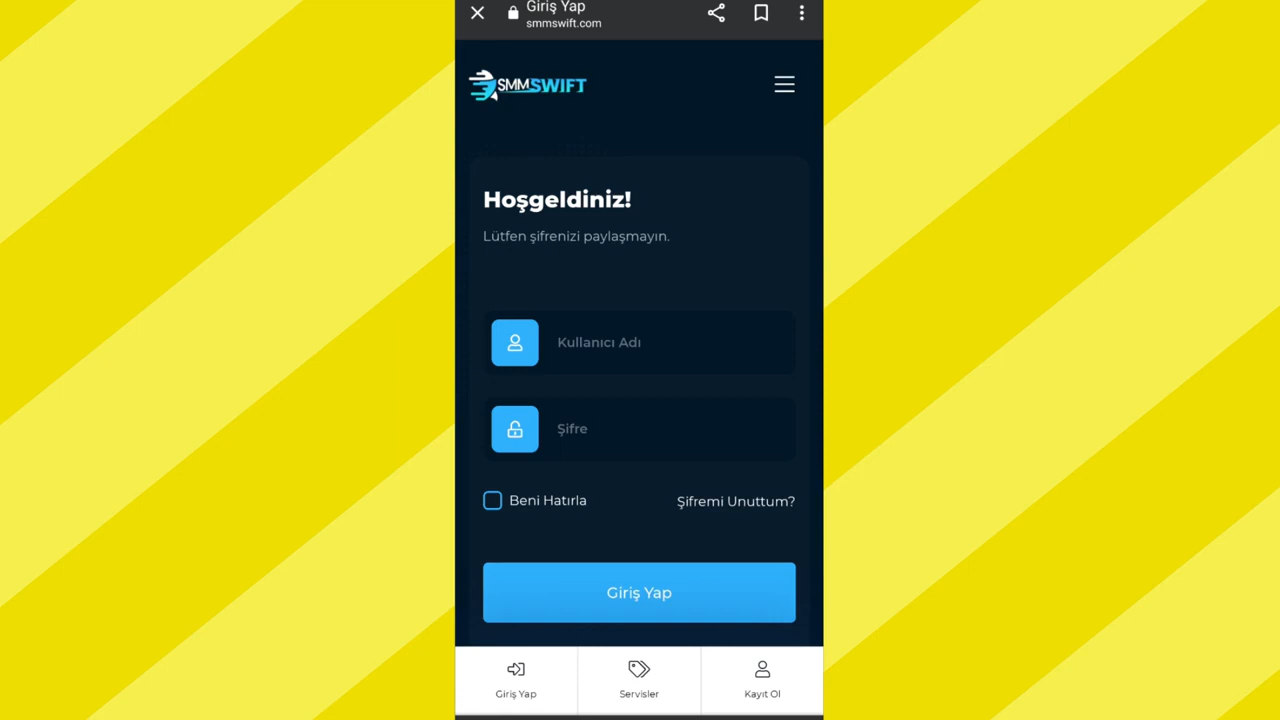 Giriş Yap
smmswift.com
SMMSWIFT
Hoşgeldiniz!
Lütfen şifrenizi paylaşmayın.
Kullanıcı Adı
Şifre
Beni Hatırla
Şifremi Unuttum?
Giriş Yap
Giriş Yap
Servisler
Kayıt Ol